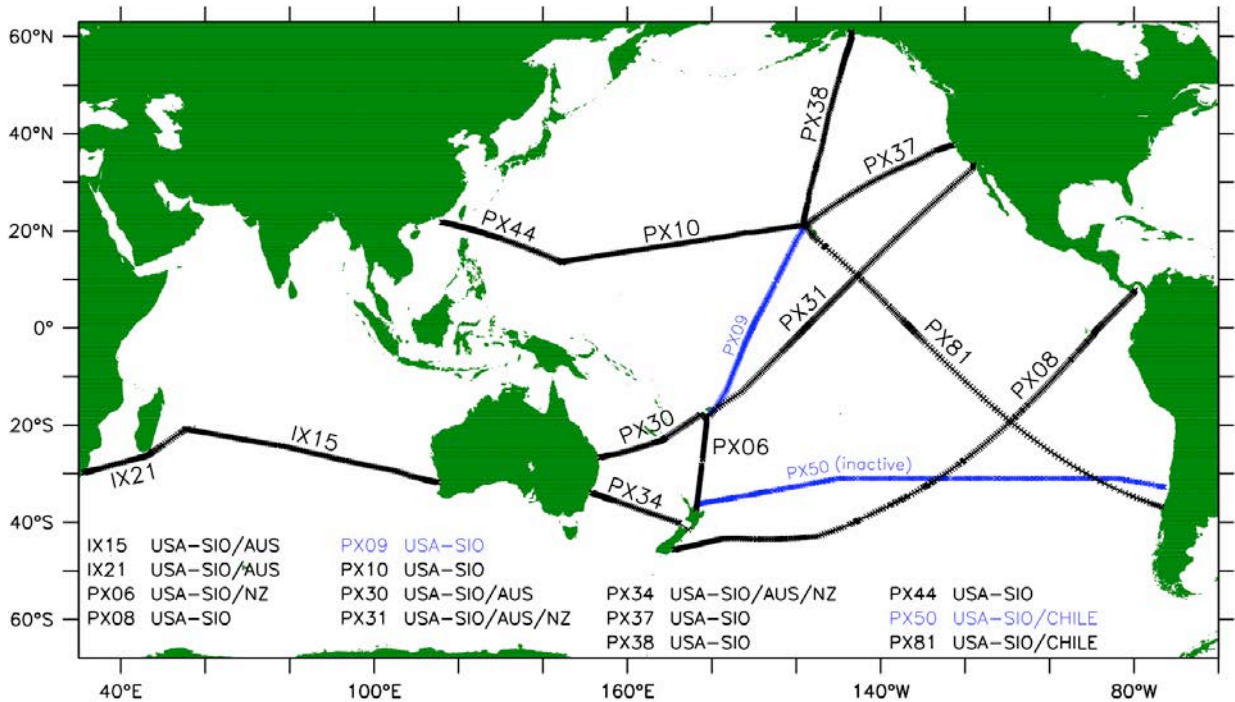 60°N
40°N
20°N
0°
20°S
40°S
60°S
PX38
PX37
PX44
PX10
PX09
PX31
PX81
PX08
PX30
PX06
IX15
IX21
PX34
PX50 (inactive)
IX15 USA-SIO/AUS
IX21 USA-SIO/AUS
PX06 USA-SIO/NZ
PX08 USA-SIO
PX09 USA-SIO
PX10 USA-SIO
PX30 USA-SIO/AUS
PX31 USA-SIO/AUS/NZ
PX34 USA-SIO/AUS/NZ
PX37 USA-SIO
PX38 USA-SIO
PX44 USA-SIO
PX50 USA-SIO/CHILE
PX81 USA-SIO/CHILE
40°E
100°E
160°E
140°W
80°W